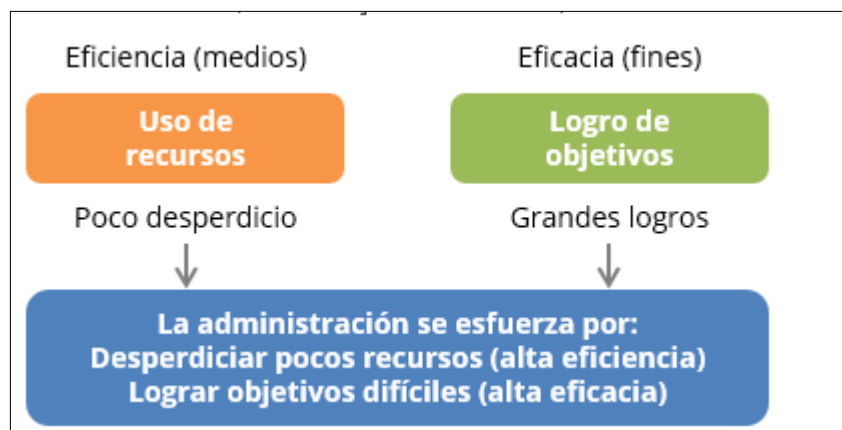 Eficiencia (medios)
Eficacia (fines)
Uso de
recursos
Logro de
objetivos
Poco desperdicio
Grandes logros
La administración se esfuerza por:
Desperdiciar pocos recursos (alta eficiencia)
Lograr objetivos difíciles (alta eficacia)